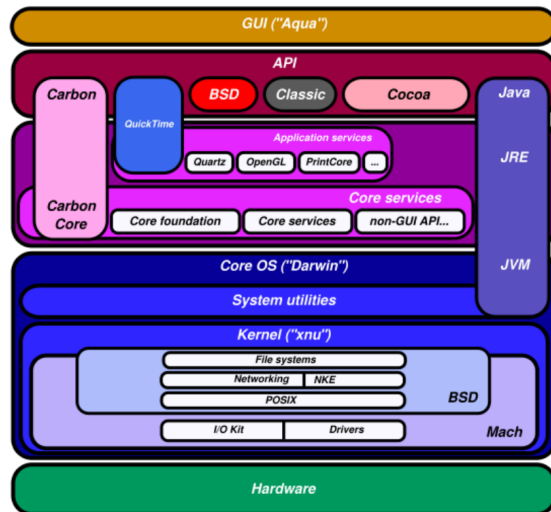 GUI ("Aqua")
API
Carbon
QuickTime
BSD
Classic
Cocoa
Java
Application services
Quartz
OpenGL
PrintCore
...
JRE
Core services
Carbon
Core
Core foundation
Core services
non-GUI API...
Core OS ("Darwin")
JVM
System utilities
Kernel ("xnu")
File systems
Networking
NKE
POSIX
BSD
I/O Kit
Drivers
Mach
Hardware